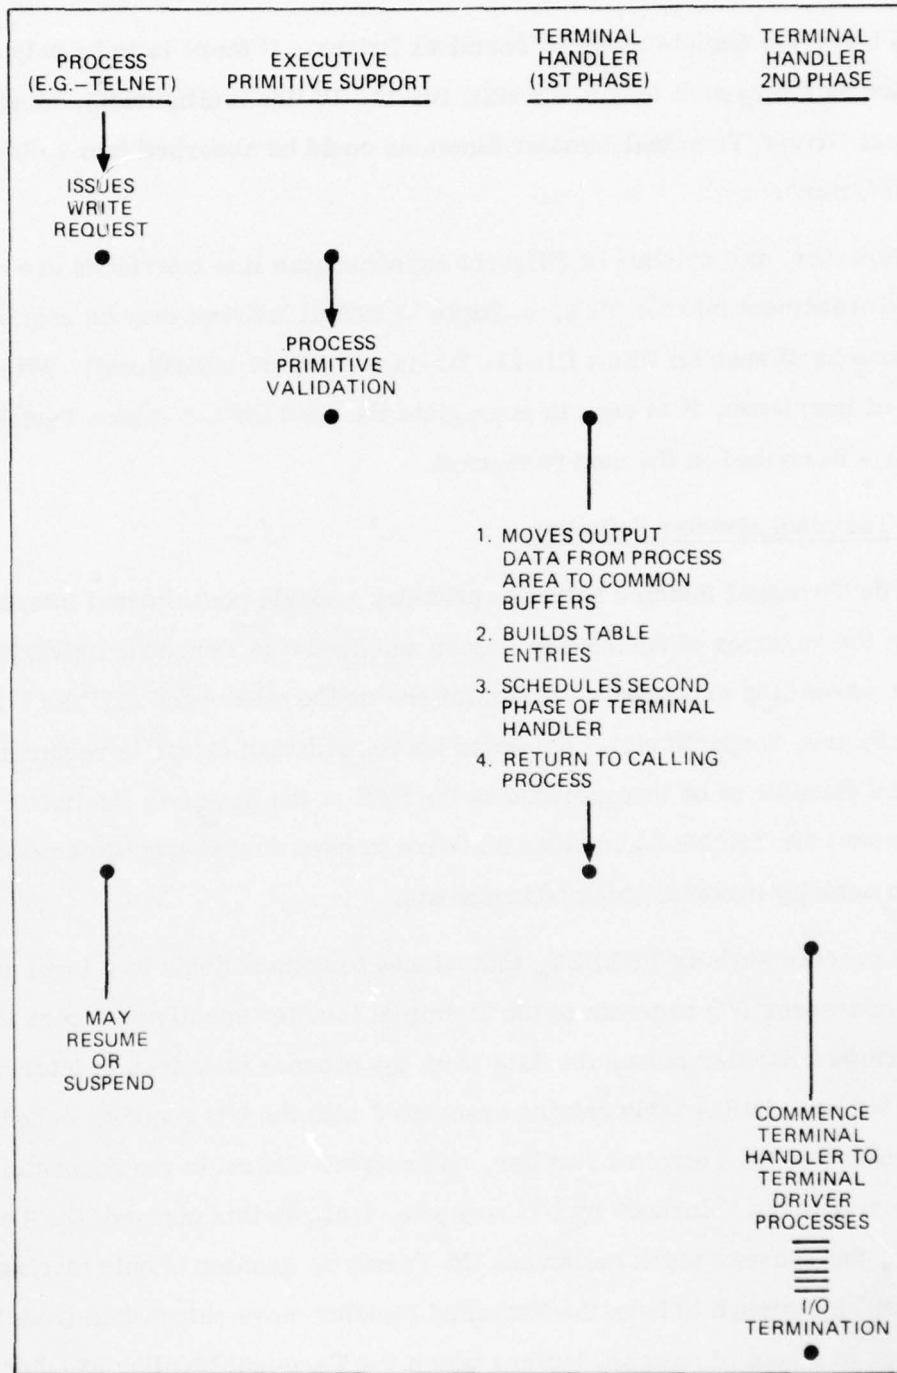 PROCESS
(E.G.–TELNET)
EXECUTIVE
PRIMITIVE SUPPORT
TERMINAL
HANDLER
(1ST PHASE)
TERMINAL
HANDLER
2ND PHASE
ISSUES
WRITE
REQUEST
PROCESS
PRIMITIVE
VALIDATION
1. MOVES OUTPUT
DATA FROM PROCESS
AREA TO COMMON
BUFFERS
2. BUILDS TABLE
ENTRIES
3. SCHEDULES SECOND
PHASE OF TERMINAL
HANDLER
4. RETURN TO CALLING
PROCESS
MAY
RESUME
OR
SUSPEND
COMMENCE
TERMINAL
HANDLER TO
TERMINAL
DRIVER
PROCESSES
I/O
TERMINATION